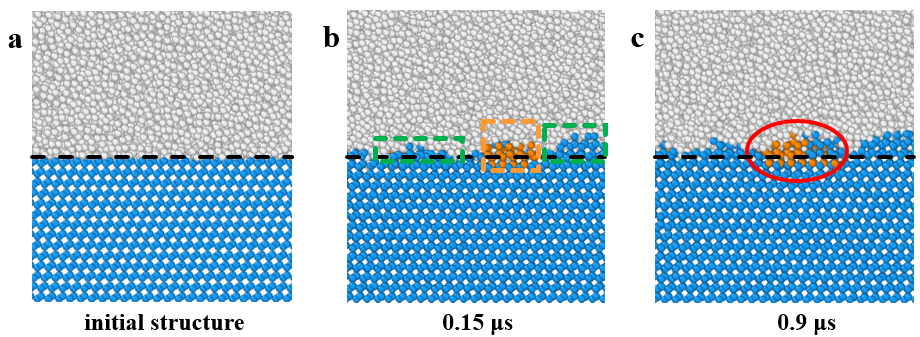 a
b
c
initial structure
0.15 μs
0.9 μs